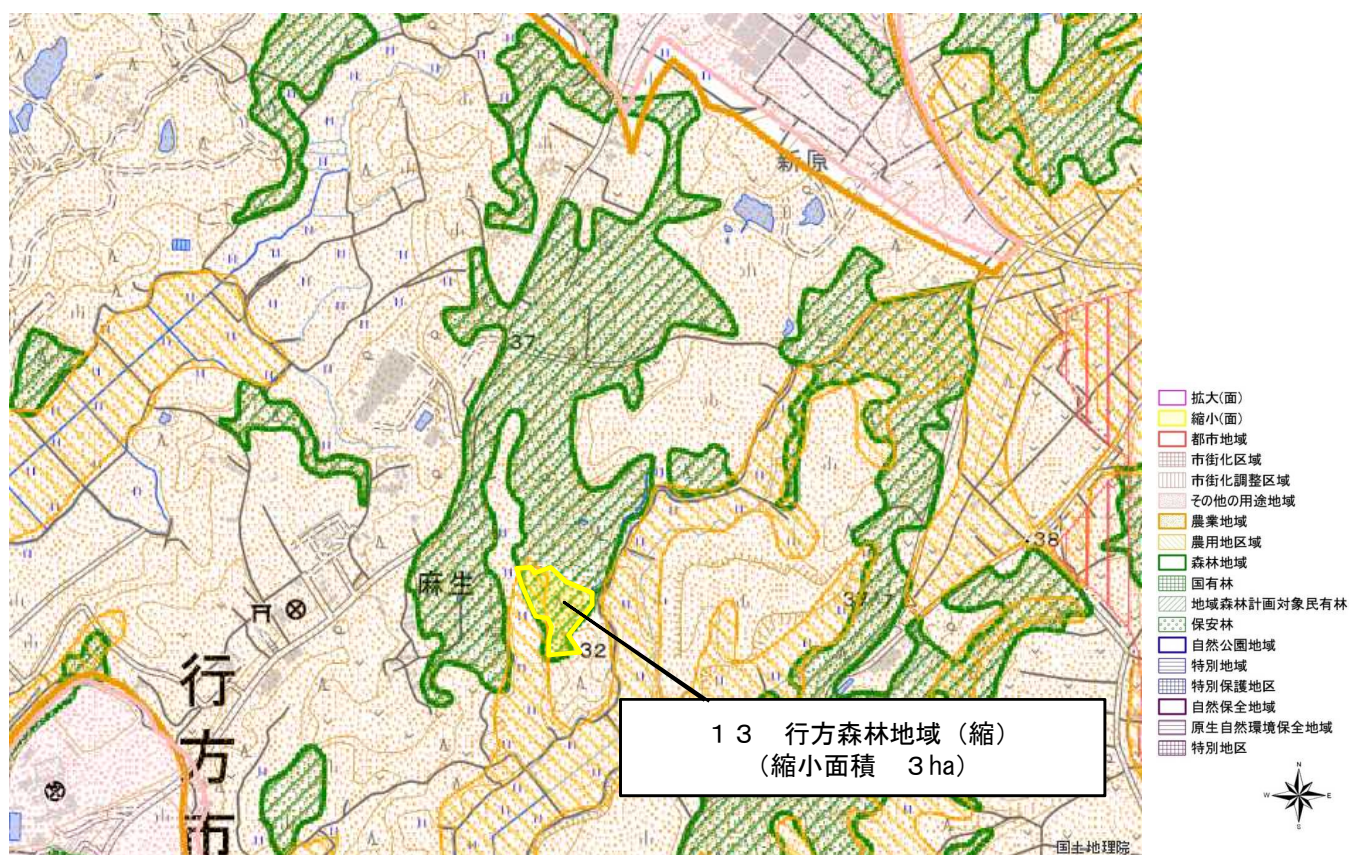 新原
37
麻生
38
37.7
32
行方市
13 行方森林地域（縮）
（縮小面積 3ha）
国土地理院
拡大(面)
縮小(面)
都市地域
市街化区域
市街化調整区域
その他の用途地域
農業地域
農用地区域
森林地域
国有林
地域森林計画対象民有林
保安林
自然公園地域
特別地域
特別保護地区
自然保全地域
原生自然環境保全地域
特別地区
N
W E
S